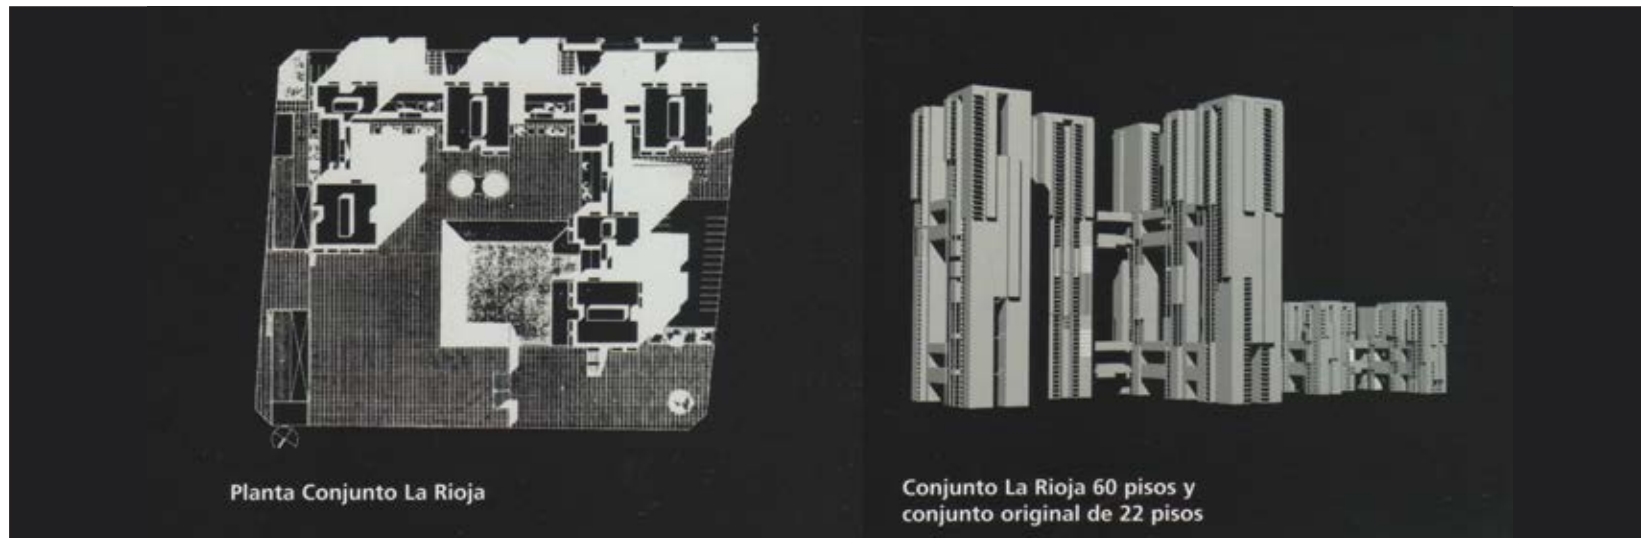 Planta Conjunto La Rioja
Conjunto La Rioja 60 pisos y
conjunto original de 22 pisos